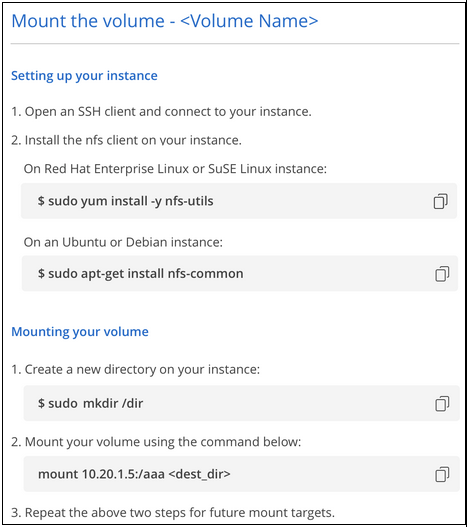 Mount the volume - <Volume Name>
Setting up your instance
1. Open an SSH client and connect to your instance.
2. Install the nfs client on your instance.
On Red Hat Enterprise Linux or SuSE Linux instance:
$ sudo yum install -y nfs-utils
On an Ubuntu or Debian instance:
$ sudo apt-get install nfs-common
Mounting your volume
1. Create a new directory on your instance:
$ sudo mkdir /dir
2. Mount your volume using the command below:
mount 10.20.1.5:/aaa <dest_dir>
3. Repeat the above two steps for future mount targets.